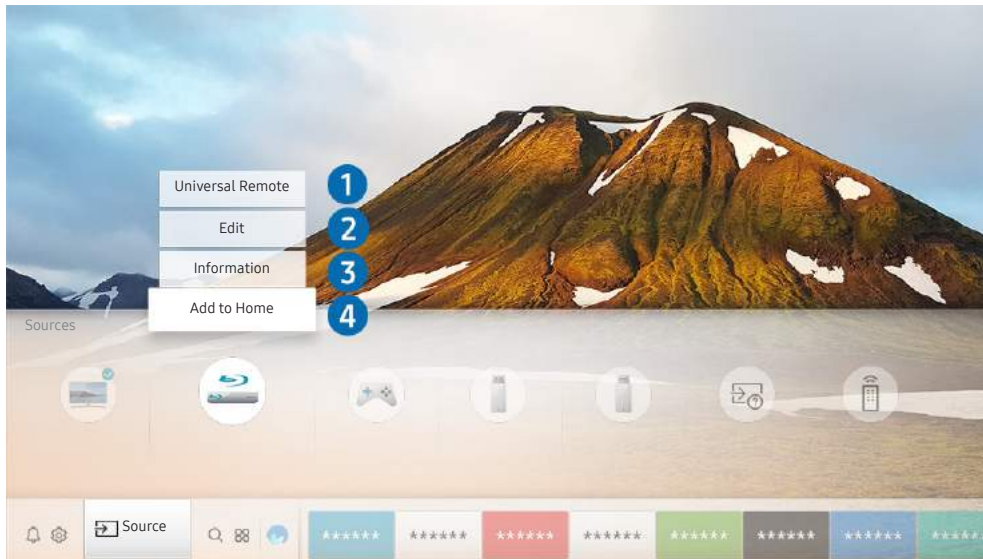 Universal Remote
1
Edit
2
Information
3
Add to Home
4
Sources
Source
****** ****** ****** ****** ****** ****** ****** *****